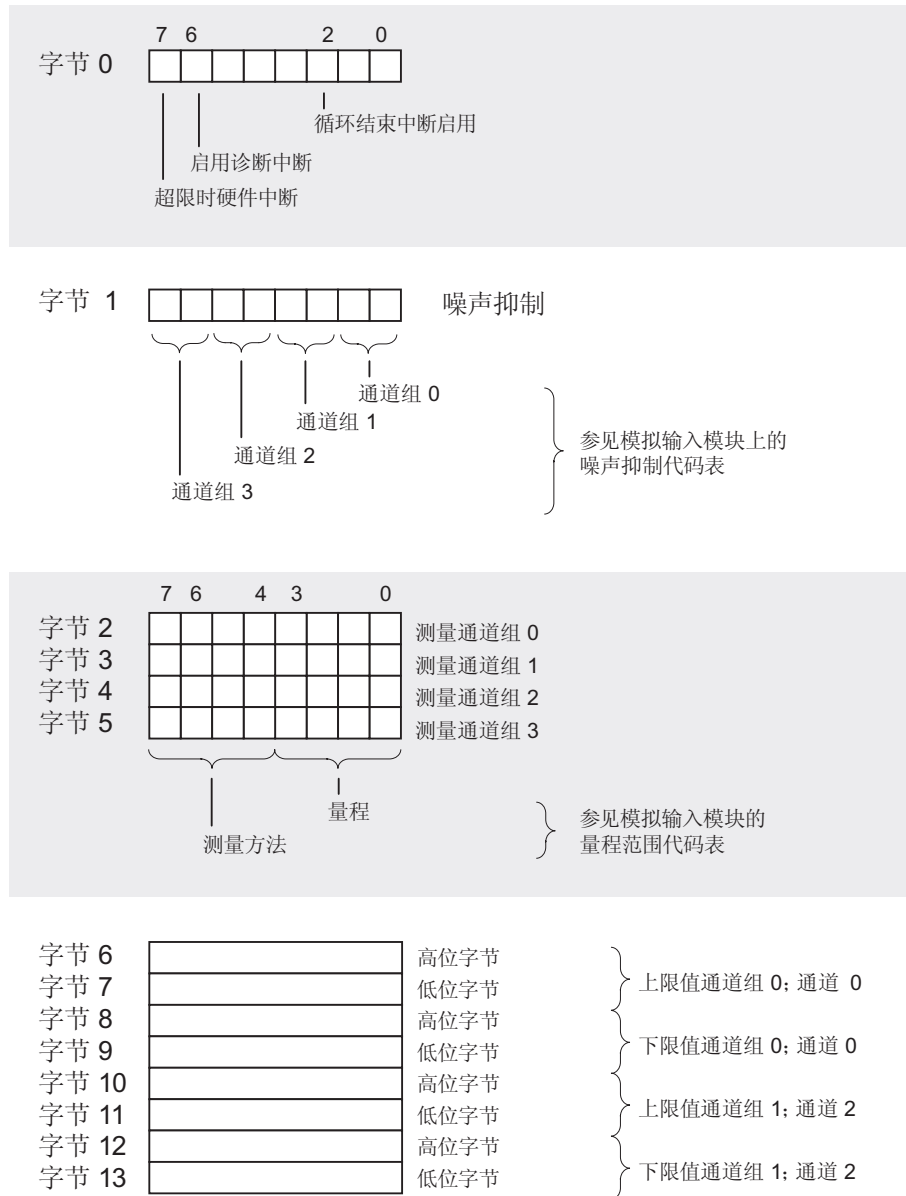 7 6 2 0
字节 0
循环结束中断启用
启用诊断中断
超限时硬件中断
字节 1 噪声抑制
通道组 0
通道组 1
通道组 2
通道组 3
参见模拟输入模块上的
噪声抑制代码表
7 6 4 3 0
字节 2 测量通道组 0
字节 3 测量通道组 1
字节 4 测量通道组 2
字节 5 测量通道组 3
量程
测量方法
参见模拟输入模块的
量程范围代码表
字节 6 高位字节
字节 7 低位字节
上限值通道组 0; 通道 0
字节 8 高位字节
字节 9 低位字节
下限值通道组 0; 通道 0
字节 10 高位字节
字节 11 低位字节
上限值通道组 1; 通道 2
字节 12 高位字节
字节 13 低位字节
下限值通道组 1; 通道 2